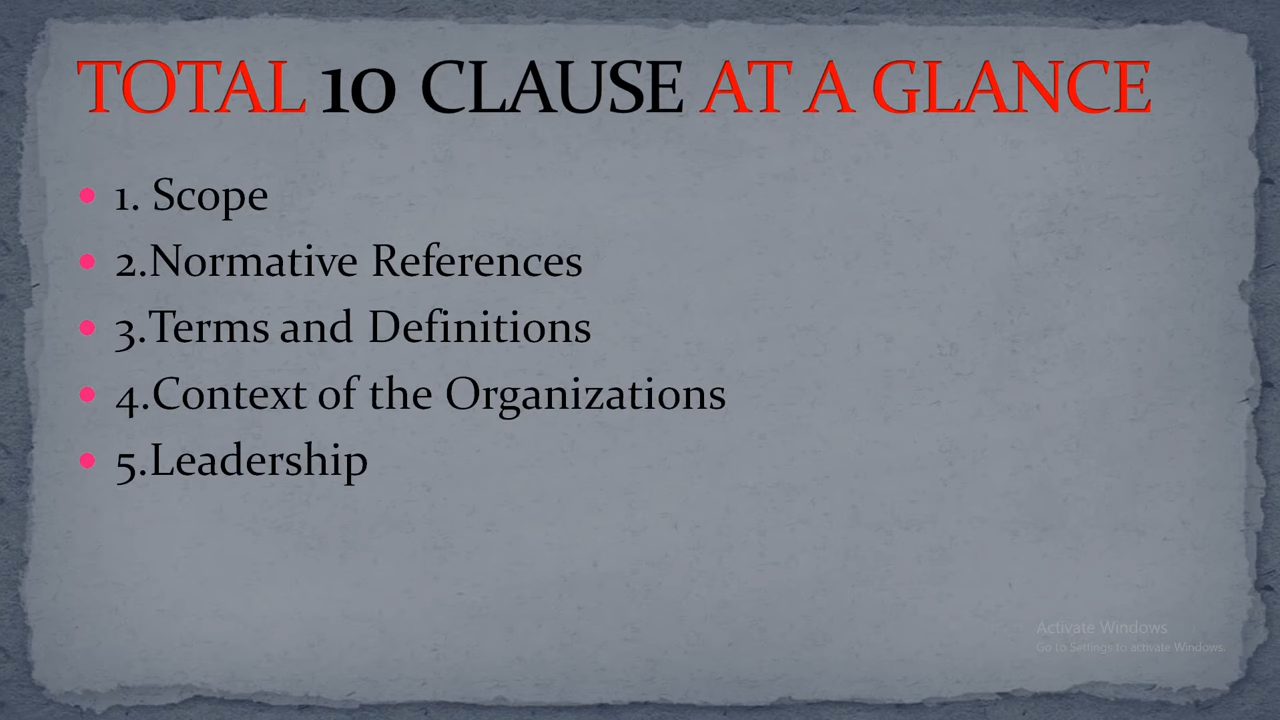 TOTAL 10 CLAUSE AT A GLANCE
1. Scope
2.Normative References
3.Terms and Definitions
4.Context of the Organizations
5.Leadership
Activate Windows
Go to Settings to activate Windows.